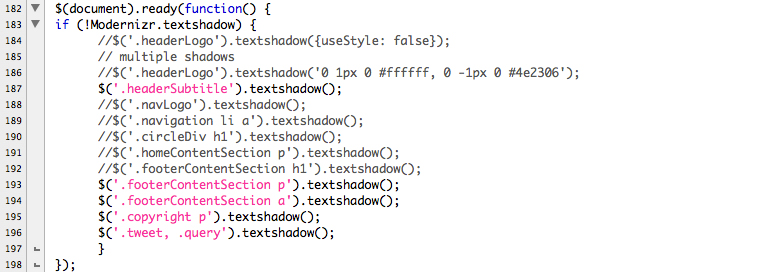 182 $(document).ready(function() {
183 if (!Modernizr.textshadow) {
184 //$('.headerLogo').textshadow({useStyle: false});
185 // multiple shadows
186 //$('.headerLogo').textshadow('0 1px 0 #ffffff, 0 -1px 0 #4e2306');
187 $('.headerSubtitle').textshadow();
188 //$('.navLogo').textshadow();
189 //$('.navigation li a').textshadow();
190 //$('.circleDiv h1').textshadow();
191 //$('.homeContentSection p').textshadow();
192 //$('.footerContentSection h1').textshadow();
193 $('.footerContentSection p').textshadow();
194 $('.footerContentSection a').textshadow();
195 $('.copyright p').textshadow();
196 $('.tweet, .query').textshadow();
197 }
198 });